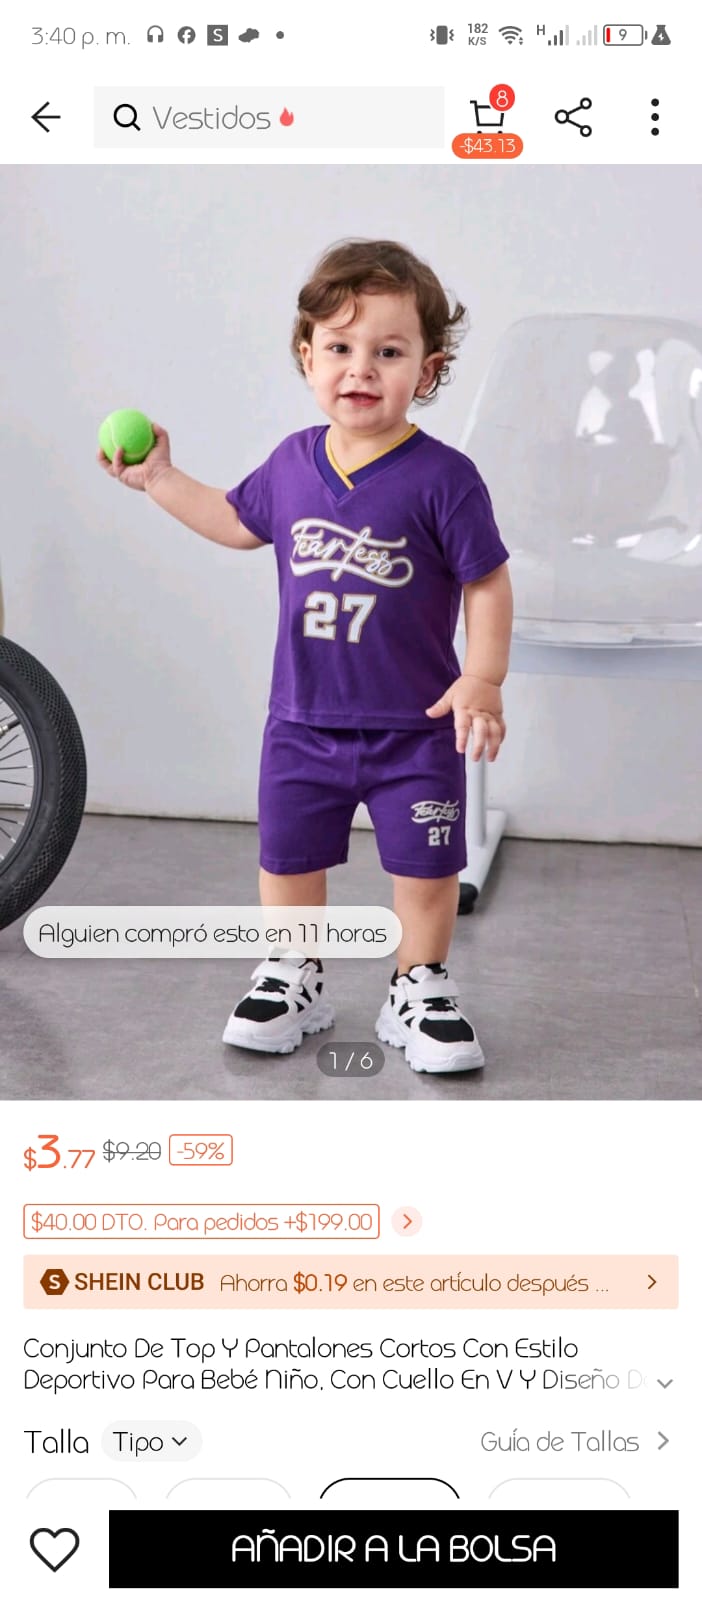 3:40 p. m.
182
K/S
H
9
Vestidos
8
-$43.13
Fearless
27
Fearless
27
Alguien compró esto en 11 horas
1 / 6
$3.77 $9.20 -59%
$40.00 DTO. Para pedidos +$199.00
S SHEIN CLUB Ahorra $0.19 en este artículo después ...
Conjunto De Top Y Pantalones Cortos Con Estilo
Deportivo Para Bebé Niño, Con Cuello En V Y Diseño D
Talla Tipo Guía de Tallas
AÑADIR A LA BOLSA